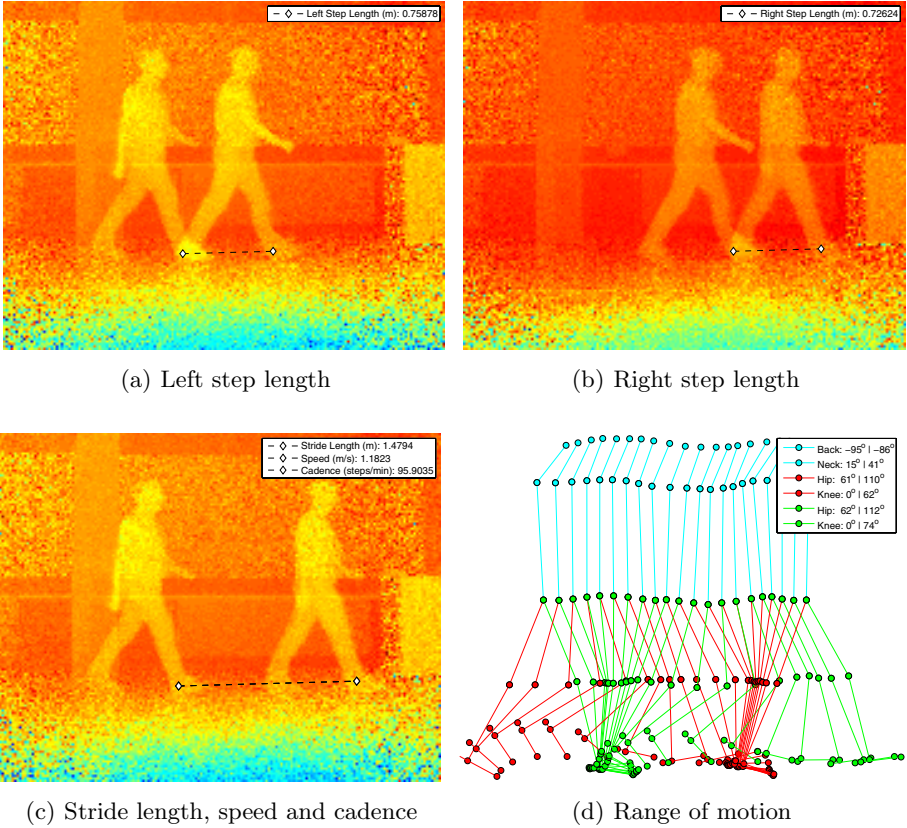 Left Step Length (m): 0.75878
Right Step Length (m): 0.72624
(a) Left step length
(b) Right step length
Stride Length (m): 1.4794
Speed (m/s): 1.1823
Cadence (steps/min): 95.9035
Back: −95° | −86°
Neck: 15° | 41°
Hip: 61° | 110°
Knee: 0° | 62°
Hip: 62° | 112°
Knee: 0° | 74°
(c) Stride length, speed and cadence
(d) Range of motion